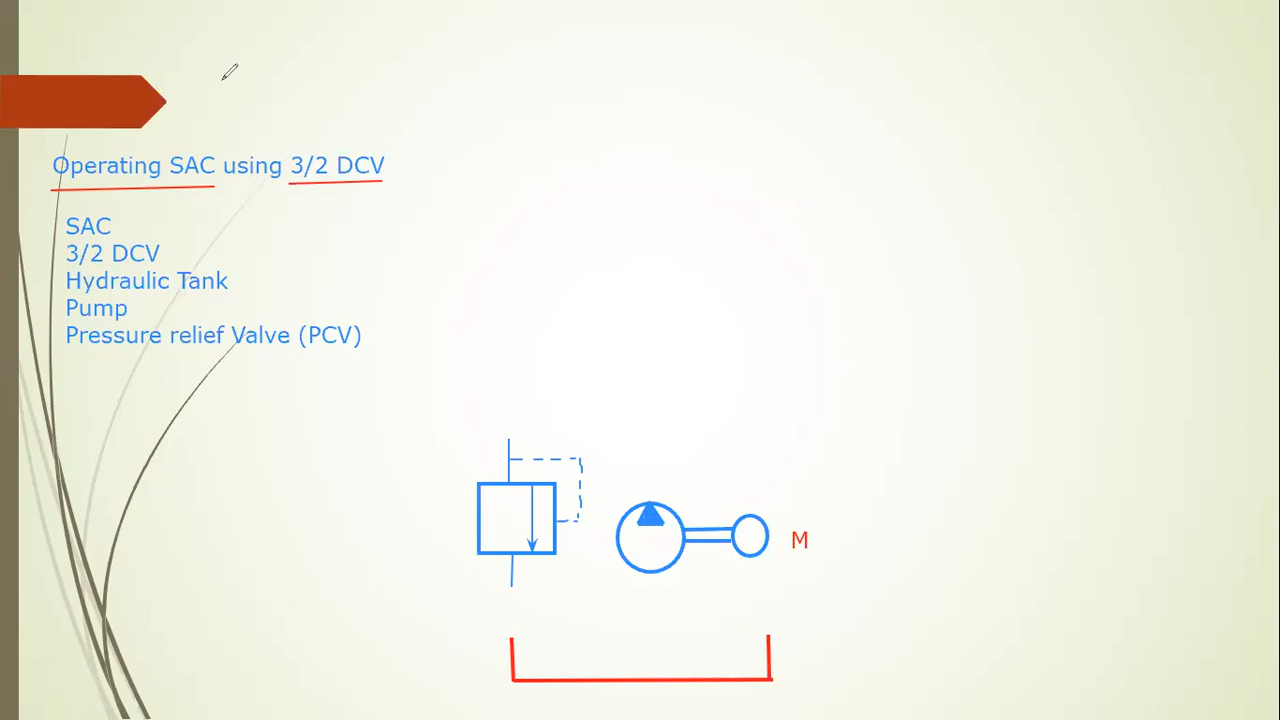 Operating SAC using 3/2 DCV
SAC
3/2 DCV
Hydraulic Tank
Pump
Pressure relief Valve (PCV)
M